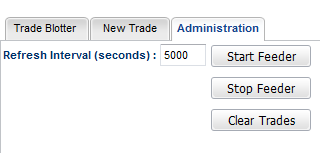 Trade Blotter New Trade Administration
Refresh Interval (seconds) : 5000 Start Feeder
Stop Feeder
Clear Trades